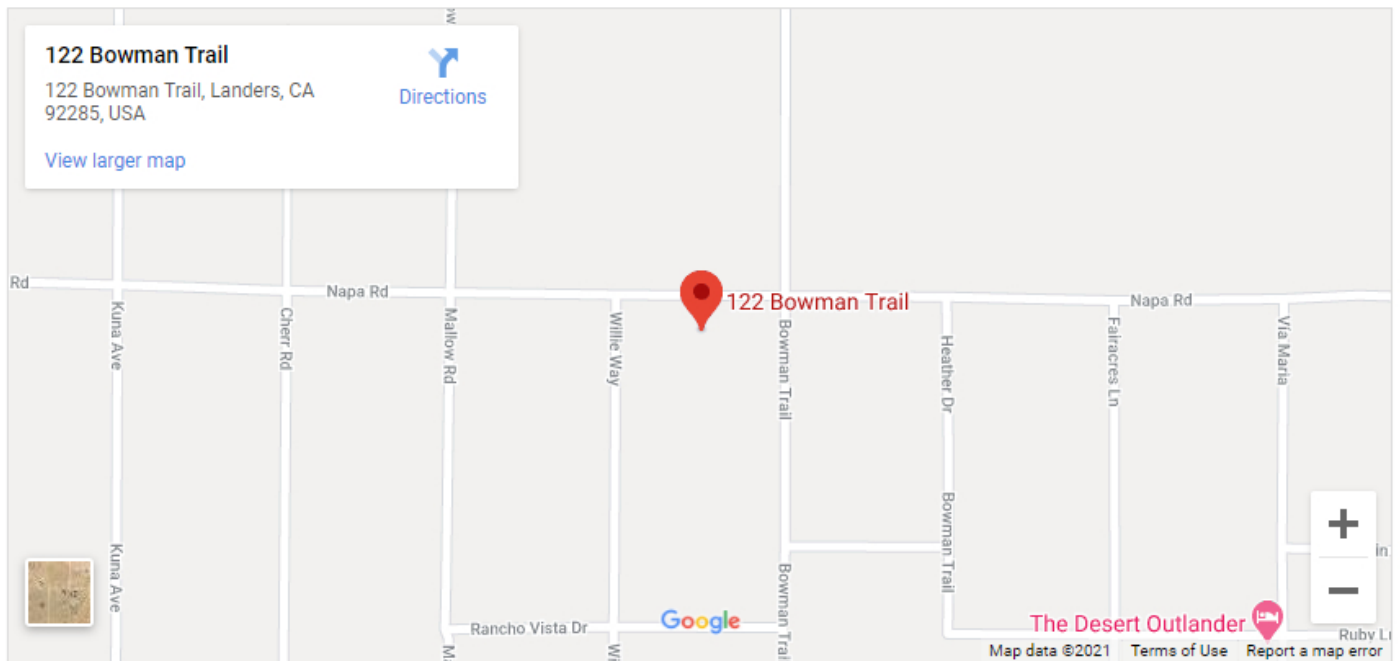 122 Bowman Trail
122 Bowman Trail, Landers, CA
92285, USA
Directions
View larger map
Rd
Napa Rd
122 Bowman Trail
Napa Rd
Kuna Ave
Cherr Rd
Mallow Rd
Willie Way
Bowman Trail
Heather Dr
Fairacres Ln
Vía Maria
Kuna Ave
Bowman Trail
Bowman Trai
Rancho Vista Dr
Google
The Desert Outlander
Ruby Ln
Map data ©2021 Terms of Use Report a map error